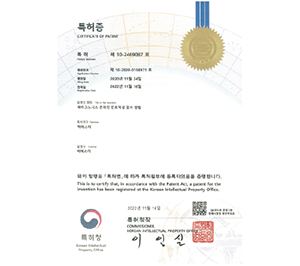 특허증
CERTIFICATE OF PATENT
특 허
Patent Number
제 10-2469067 호
출원번호
Application Number
제 10-2020-0159971 호
출원일
Filing Date
2020년 11월 24일
등록일
Registration Date
2022년 11월 16일
발명의 명칭 Title of the Invention
특허권자 Patentee
발명자 Inventor
위의 발명은 「특허법」에 따라 특허등록원부에 등록되었음을 증명합니다.
This is to certify that, in accordance with the Patent Act, a patent for the
invention has been registered at the Korean Intellectual Property Office.
2022년 11월 16일
특허청
Korean Intellectual
Property Office
특허청장
COMMISSIONER,
KOREAN INTELLECTUAL PROPERTY OFFICE
이인실